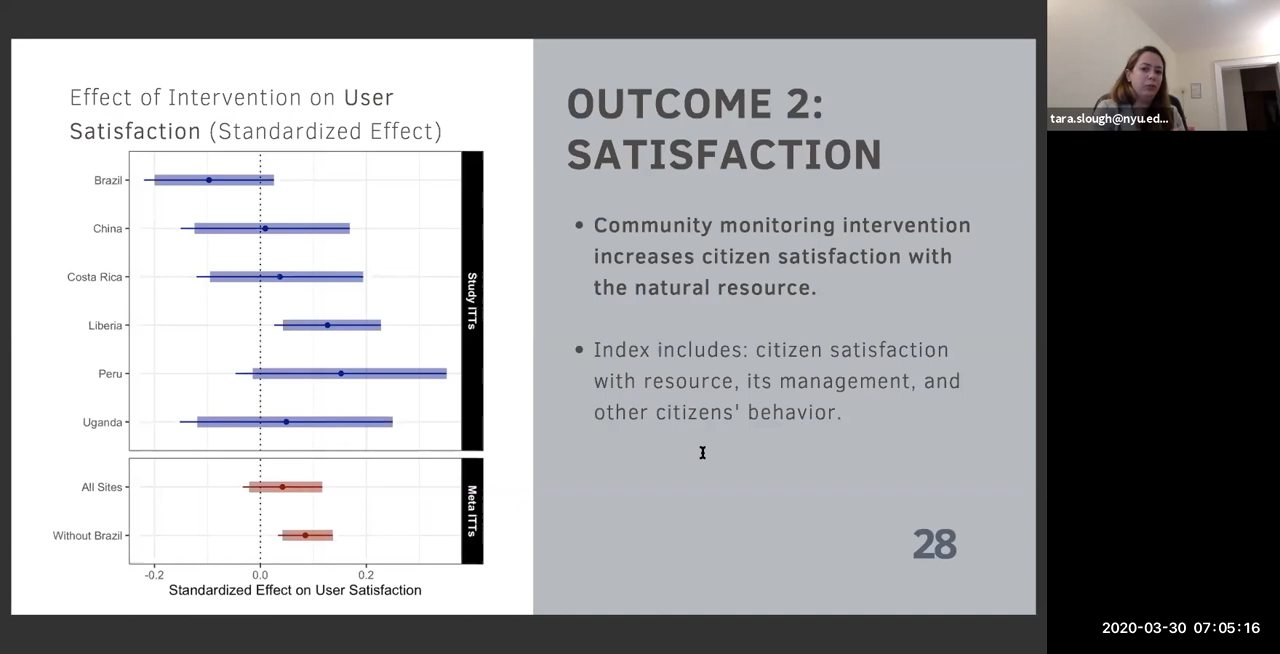 Effect of Intervention on User
Satisfaction (Standardized Effect)
Brazil
China
Costa Rica
Liberia
Peru
Uganda
Study ITTs
All Sites
Without Brazil
Meta ITTs
-0.2 0.0 0.2
Standardized Effect on User Satisfaction
OUTCOME 2:
SATISFACTION
• Community monitoring intervention
increases citizen satisfaction with
the natural resource.
• Index includes: citizen satisfaction
with resource, its management, and
other citizens' behavior.
28
tara.slough@nyu.ed...
2020-03-30 07:05:16